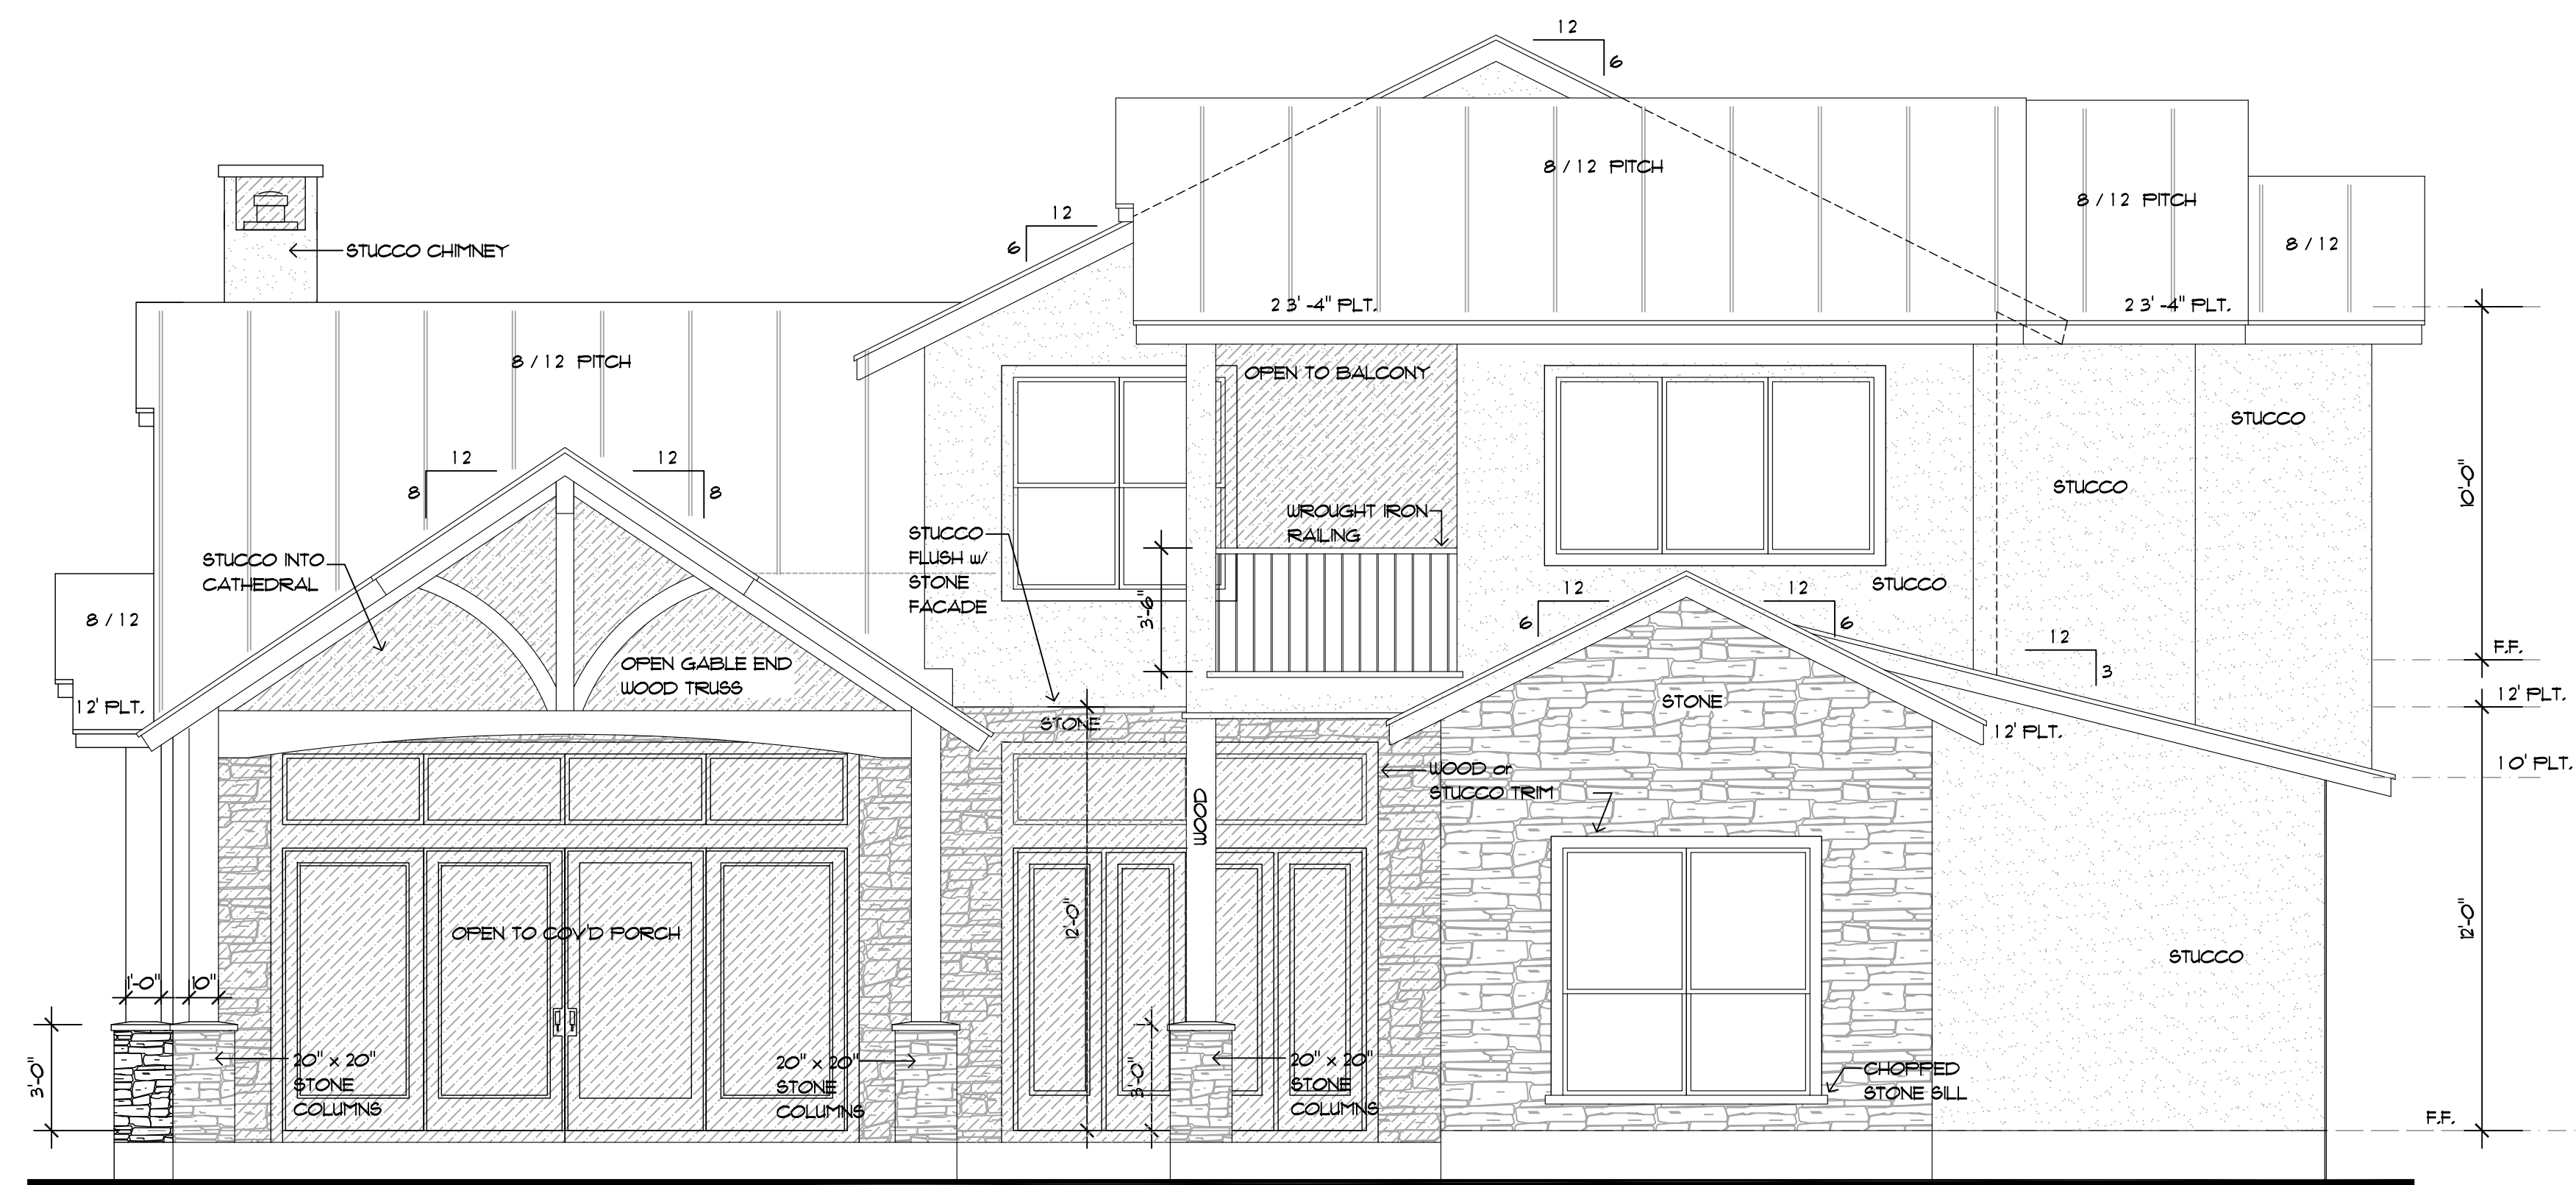 12
6
8 / 12 PITCH
8 / 12 PITCH
12
6
8 / 12
STUCCO CHIMNEY
23'-4" PLT.
23'-4" PLT.
8 / 12 PITCH
OPEN TO BALCONY
STUCCO
12
12
8
8
10'-0"
STUCCO
WROUGHT IRON
RAILING
STUCCO
FLUSH w/
STONE
FACADE
STUCCO INTO
CATHEDRAL
3'-6"
12
12
6
6
STUCCO
8 / 12
12
3
F.F.
OPEN GABLE END
WOOD TRUSS
12' PLT.
STONE
12' PLT.
STONE
12' PLT.
10' PLT.
WOOD or
STUCCO TRIM
WOOD
12'-0"
12'-0"
OPEN TO COV'D PORCH
STUCCO
1'-0"
10"
3'-0"
20" x 20"
STONE
COLUMNS
20" x 20"
STONE
COLUMNS
3'-0"
20" x 20"
STONE
COLUMNS
CHOPPED
STONE SILL
F.F.